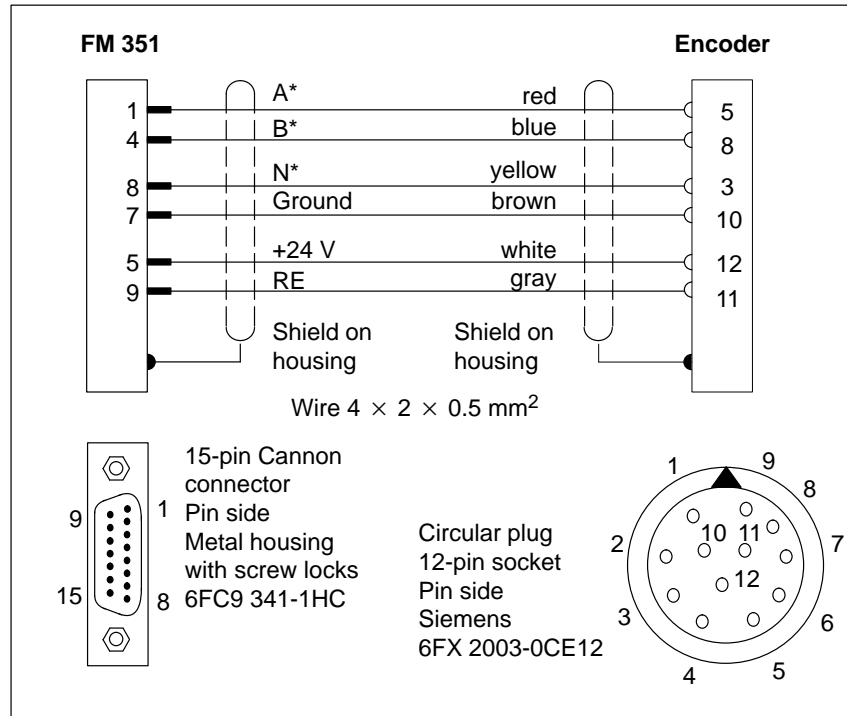 FM 351
Encoder
1 A* red 5
4 B* blue 8
8 N* yellow 3
7 Ground brown 10
5 +24 V white 12
9 RE gray 11
Shield on
housing
Shield on
housing
Wire 4 × 2 × 0.5 mm²
9
15
1
8
15-pin Cannon
connector
Pin side
Metal housing
with screw locks
6FC9 341-1HC
Circular plug
12-pin socket
Pin side
Siemens
6FX 2003-0CE12
1
9
8
2
10
11
7
12
3
6
4
5